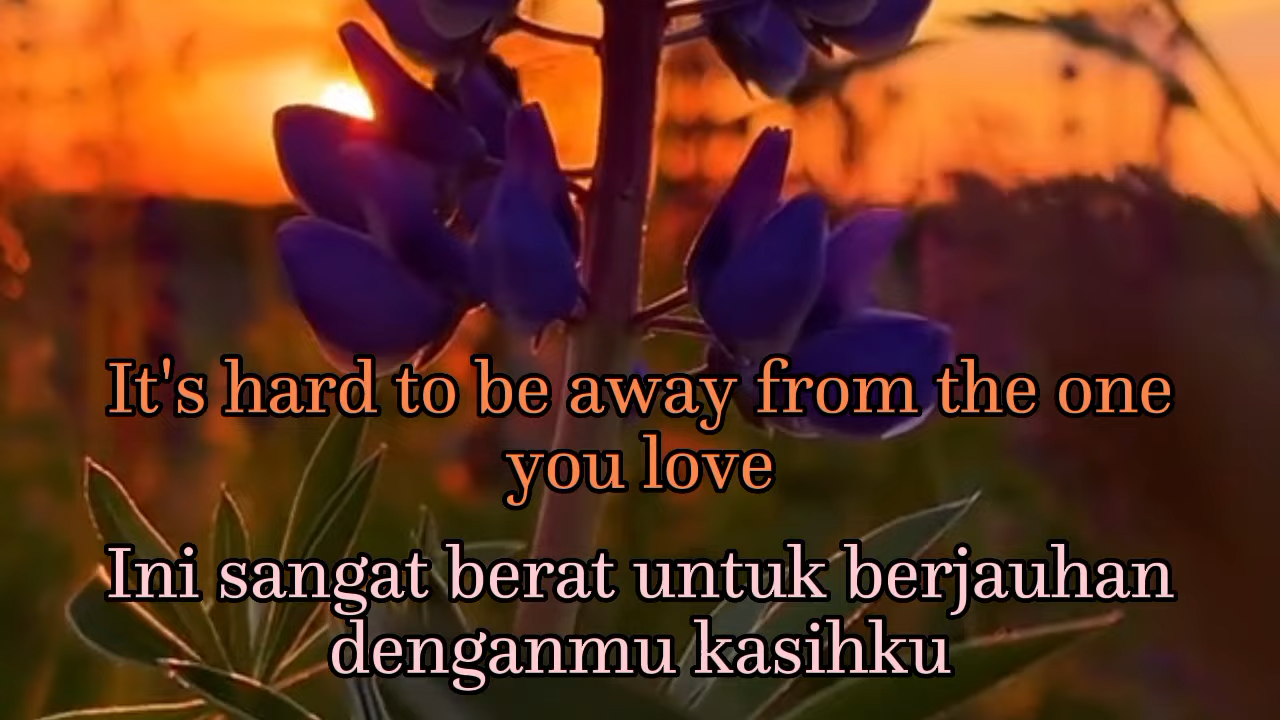 It's hard to be away from the one
you love
Ini sangat berat untuk berjauhan
denganmu kasihku